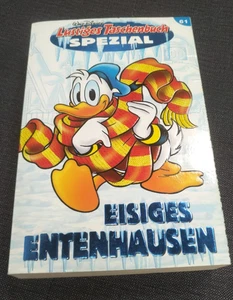 Lustiges Taschenbuch
SPEZIAL
61
EISIGES
ENTENHAUSEN